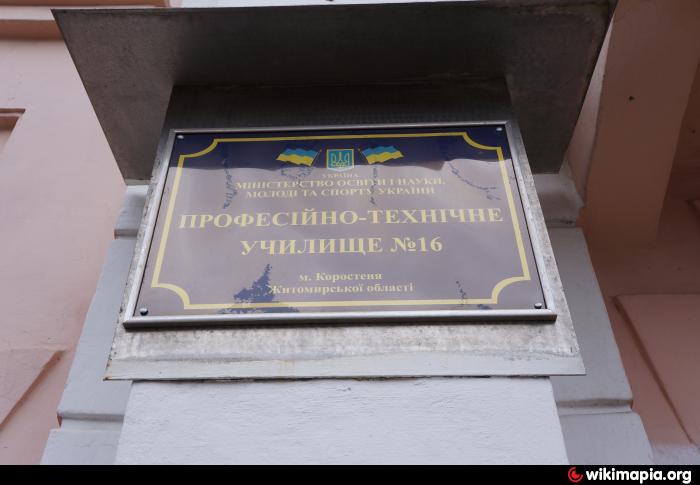 УКРАЇНА
МІНІСТЕРСТВО ОСВІТИ І НАУКИ,
МОЛОДІ ТА СПОРТУ УКРАЇНИ
ПРОФЕСІЙНО-ТЕХНІЧНЕ
УЧИЛИЩЕ №16
м. Коростеня
Житомирської області
wikimapia.org